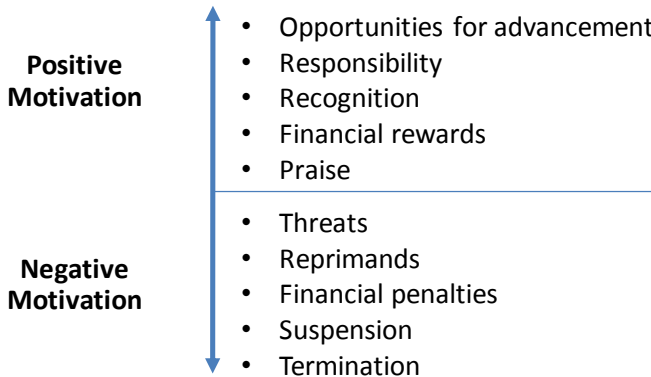 Positive
Motivation
• Opportunities for advancement
• Responsibility
• Recognition
• Financial rewards
• Praise
Negative
Motivation
• Threats
• Reprimands
• Financial penalties
• Suspension
• Termination